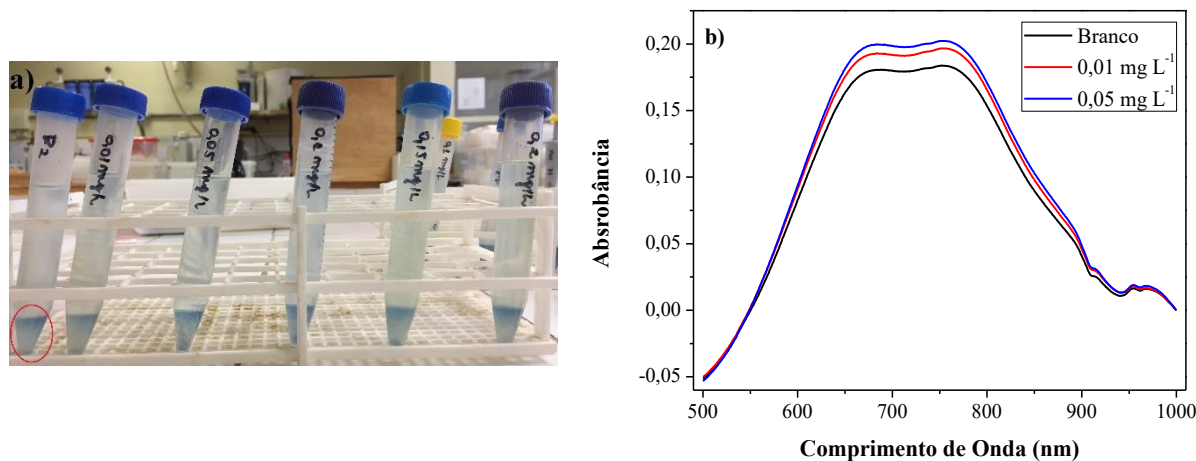 a)
P2
0,01mg/L
0,05 mg/L
0,2 mg/L
0,15 mg/L
0,2 mg/L
b)
Branco
0,01 mg L⁻¹
0,05 mg L⁻¹
0,20
0,15
0,10
0,05
0,00
-0,05
Absrobância
500
600
700
800
900
1000
Comprimento de Onda (nm)